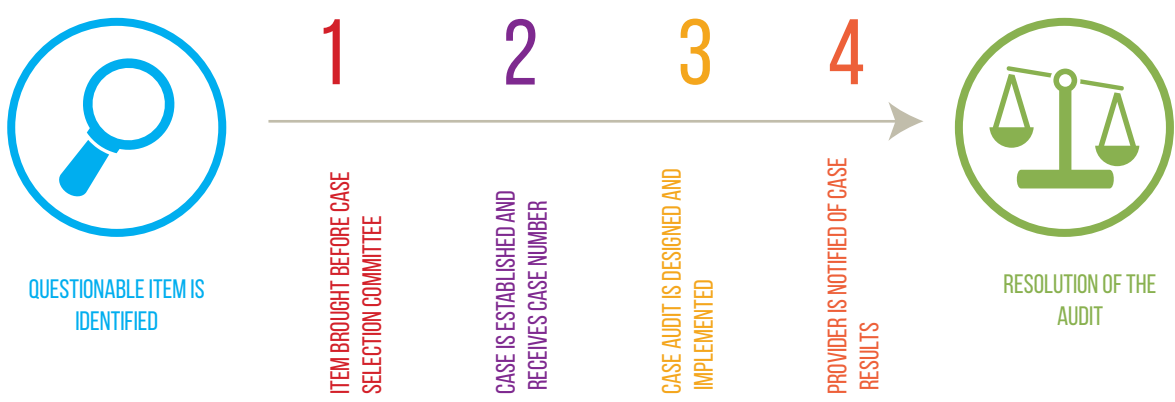 1
2
3
4
QUESTIONABLE ITEM IS
IDENTIFIED
ITEM BROUGHT BEFORE CASE
SELECTION COMMITTEE
CASE IS ESTABLISHED AND
RECEIVES CASE NUMBER
CASE AUDIT IS DESIGNED AND
IMPLEMENTED
PROVIDER IS NOTIFIED OF CASE
RESULTS
RESOLUTION OF THE
AUDIT